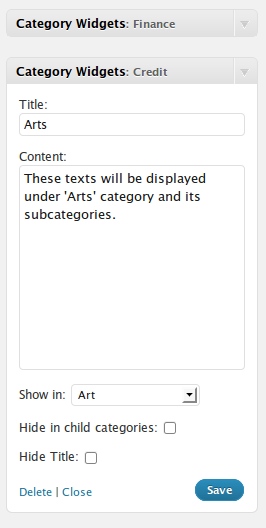 Category Widgets: Finance
Category Widgets: Credit
Title:
Arts
Content:
These texts will be displayed
under 'Arts' category and its
subcategories.
Show in: Art
Hide in child categories:
Hide Title:
Delete | Close Save